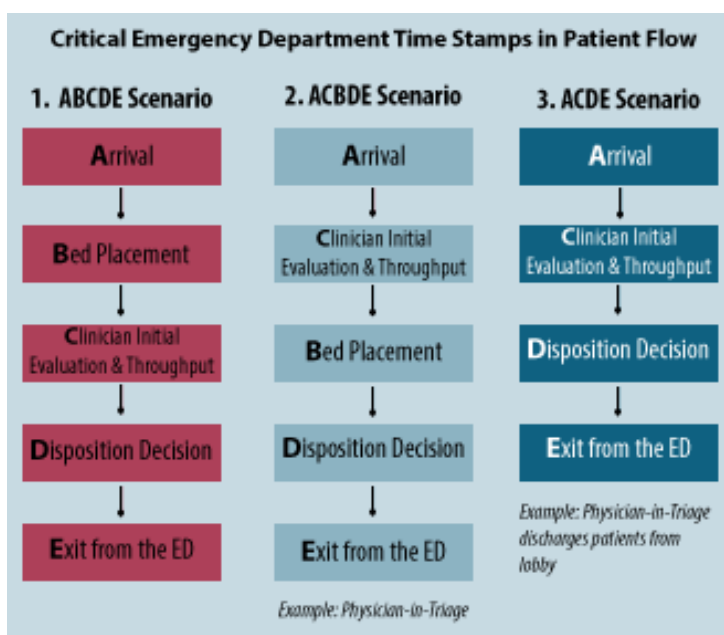 Critical Emergency Department Time Stamps in Patient Flow
1. ABCDE Scenario
Arrival
Bed Placement
Clinician Initial
Evaluation & Throughput
Disposition Decision
Exit from the ED
2. ACBDE Scenario
Arrival
Clinician Initial
Evaluation & Throughput
Bed Placement
Disposition Decision
Exit from the ED
Example: Physician-in-Triage
3. ACDE Scenario
Arrival
Clinician Initial
Evaluation & Throughput
Disposition Decision
Exit from the ED
Example: Physician-in-Triage
discharges patients from
lobby